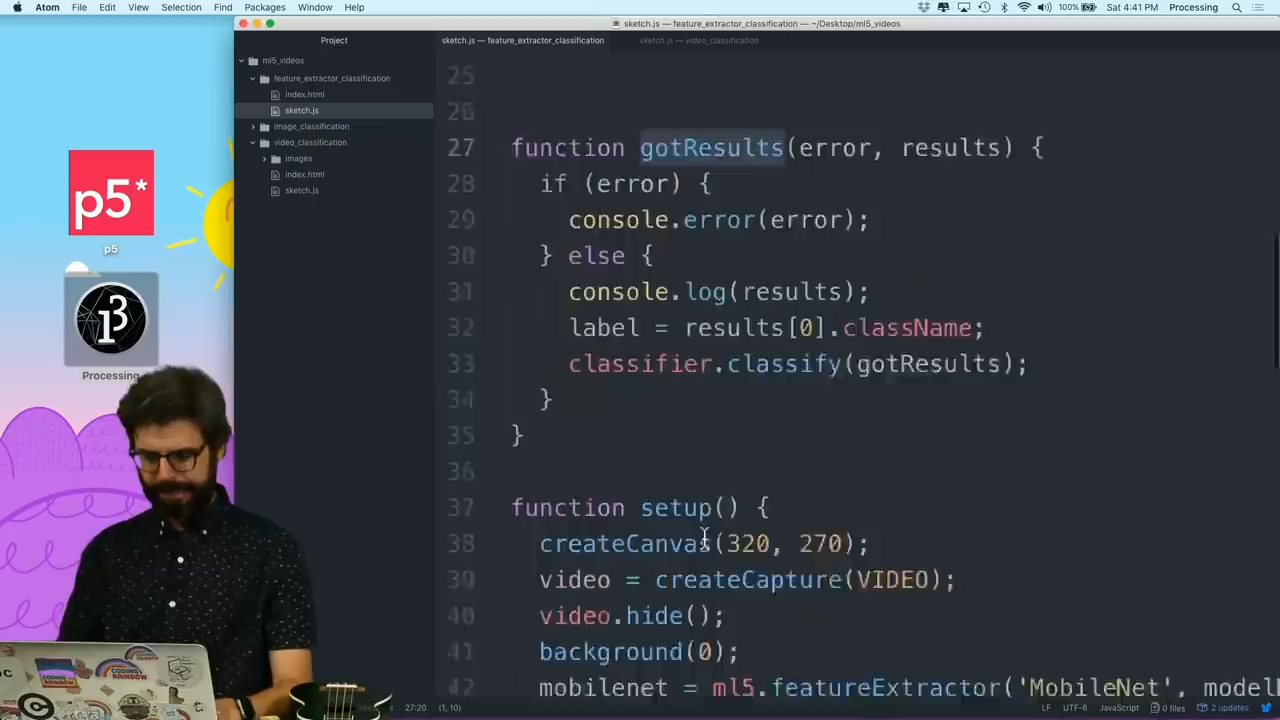 Atom File Edit View Selection Find Packages Window Help 100% Sat 4:41 PM Processing
sketch.js — feature_extractor_classification — ~/Desktop/ml5_videos
Project
sketch.js — feature_extractor_classification
sketch.js — video_classification
ml5_videos
feature_extractor_classification
index.html
sketch.js
image_classification
video_classification
images
index.html
sketch.js
p5*
p5
Processing
25
26
27 function gotResults(error, results) {
28 if (error) {
29 console.error(error);
30 } else {
31 console.log(results);
32 label = results[0].className;
33 classifier.classify(gotResults);
34 }
35 }
36
37 function setup() {
38 createCanvas(320, 270);
39 video = createCapture(VIDEO);
40 video.hide();
41 background(0);
42 mobilenet = ml5.featureExtractor('MobileNet',
27:20 (1, 10)
LF UTF-8 JavaScript 0 files 2 updates
CODING RAINBOW